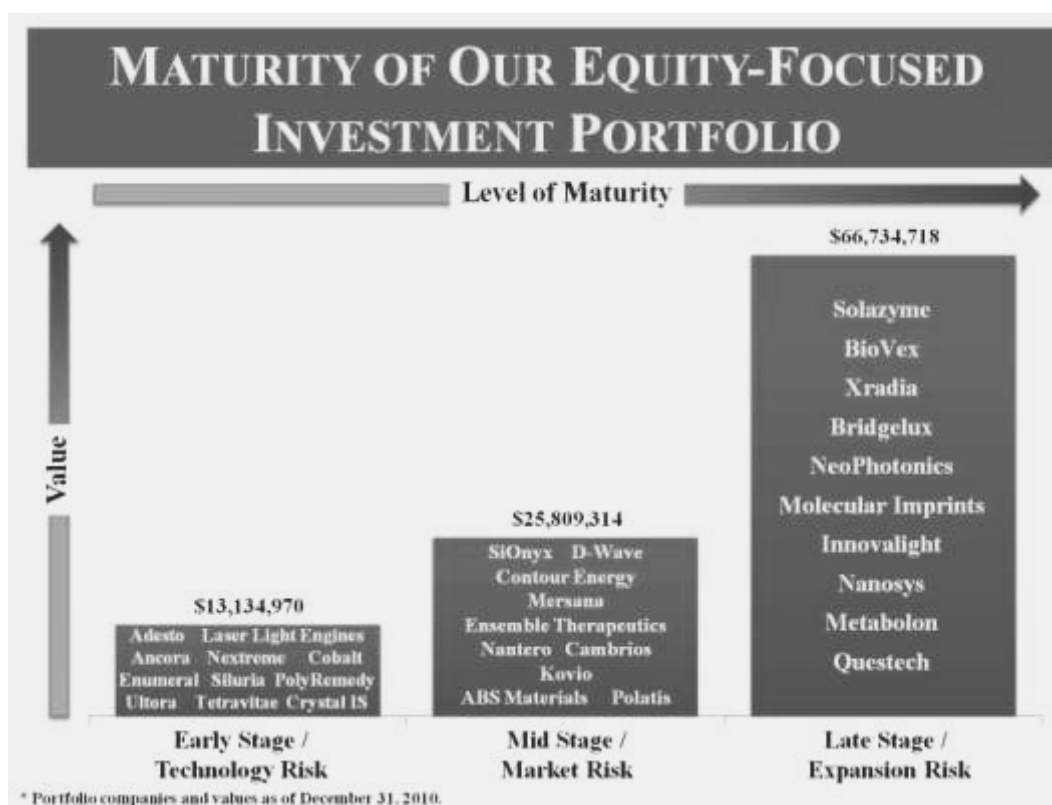 MATURITY OF OUR EQUITY-FOCUSED
INVESTMENT PORTFOLIO
Level of Maturity
Value
$13,134,970
Adesto Laser Light Engines
Ancora Nextreme Cobalt
Enumeral Siluria PolyRemedy
Ultora Tetravitae Crystal IS
Early Stage /
Technology Risk
$25,809,314
SiOnyx D-Wave
Contour Energy
Mersana
Ensemble Therapeutics
Nantero Cambrios
Kovio
ABS Materials Polatis
Mid Stage /
Market Risk
$66,734,718
Solazyme
BioVex
Xradia
Bridgelux
NeoPhotonics
Molecular Imprints
Innovalight
Nanosys
Metabolon
Questech
Late Stage /
Expansion Risk
* Portfolio companies and values as of December 31, 2010.